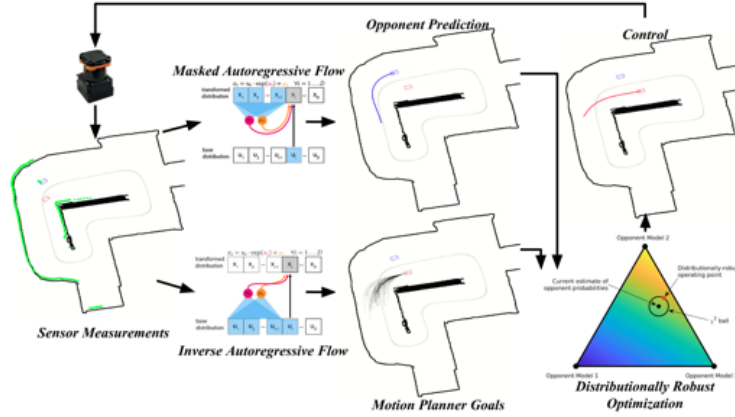 Opponent Prediction
Control
Masked Autoregressive Flow
transformed
distribution
base
distribution
Sensor Measurements
transformed
distribution
base
distribution
Inverse Autoregressive Flow
Motion Planner Goals
Opponent Model 2
Distributionally-robu
operating point
Current estimate of
opponent probabilities
ball
Opponent Model 1
Opponent Model
Distributionally Robust
Optimization